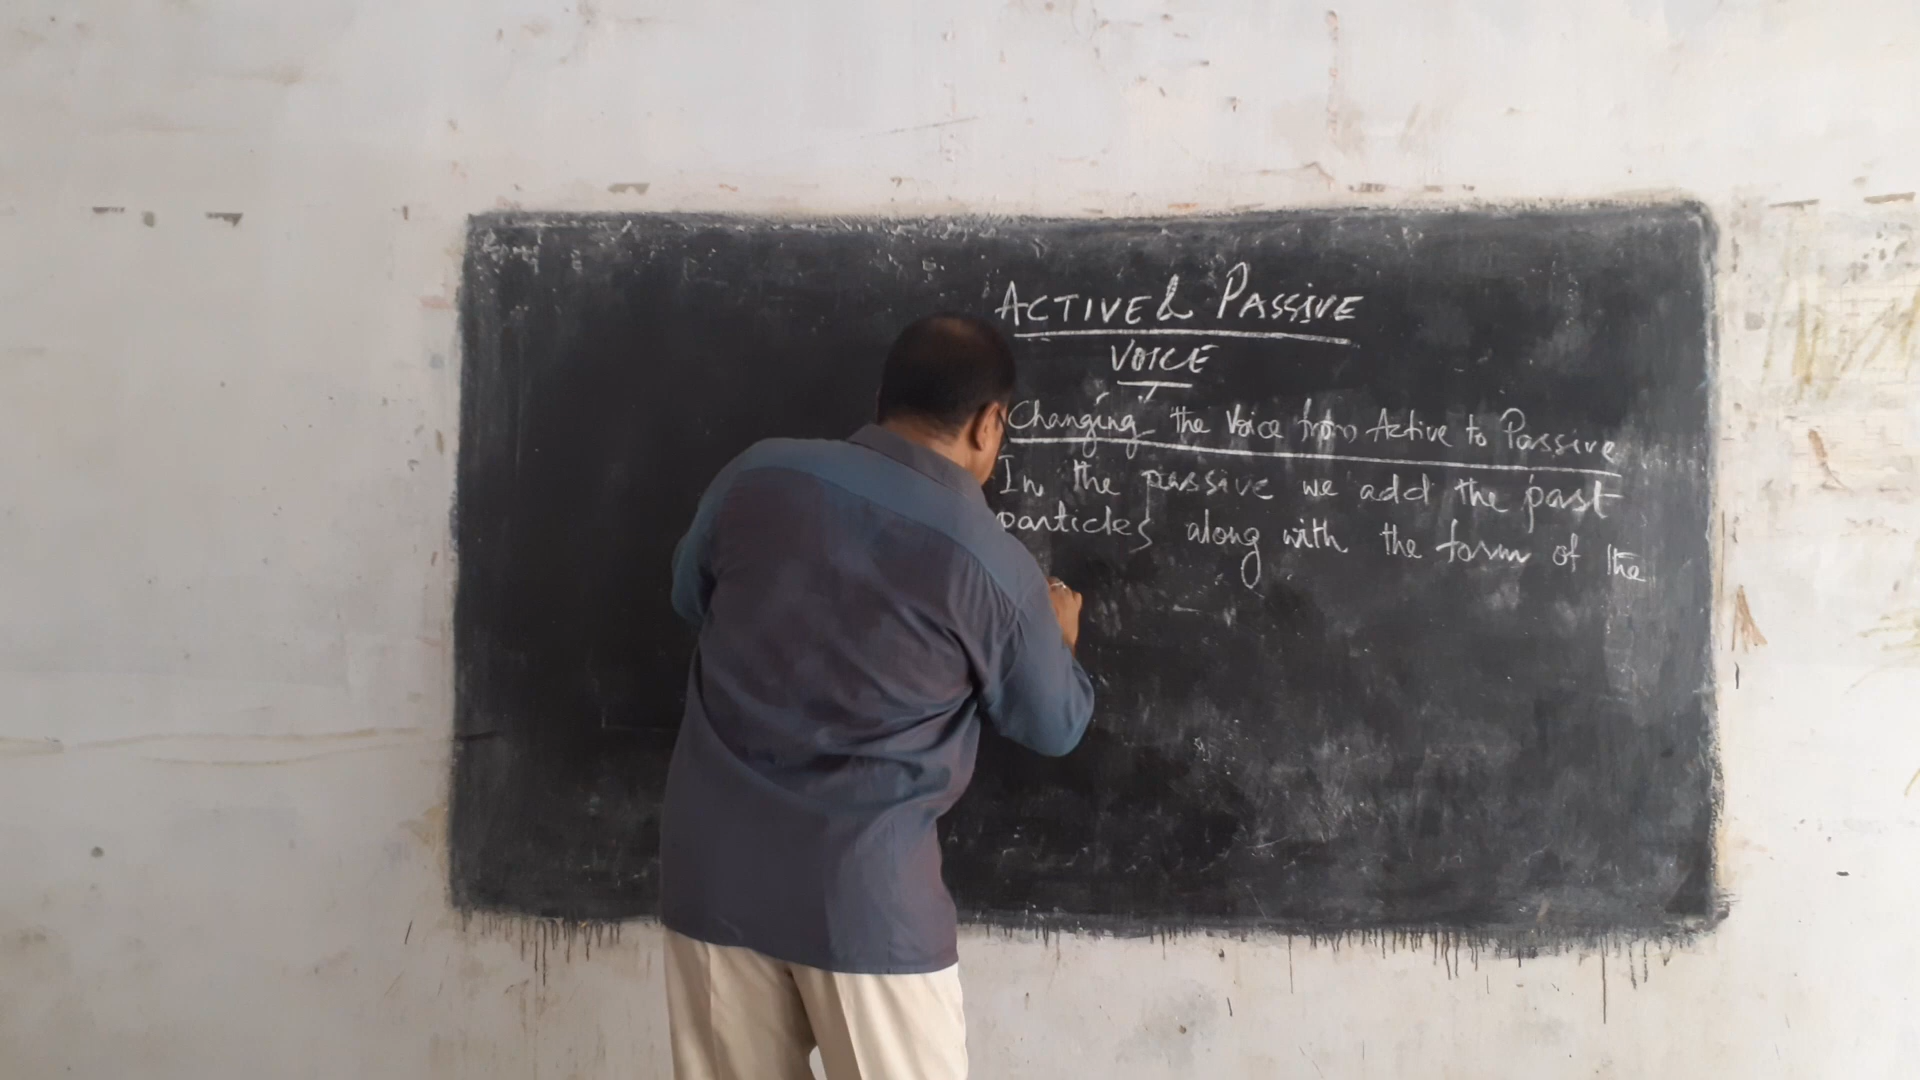 ACTIVE & PASSIVE
VOICE
Changing the Voice from Active to Passive
In the passive we add the past
particles along with the form of the